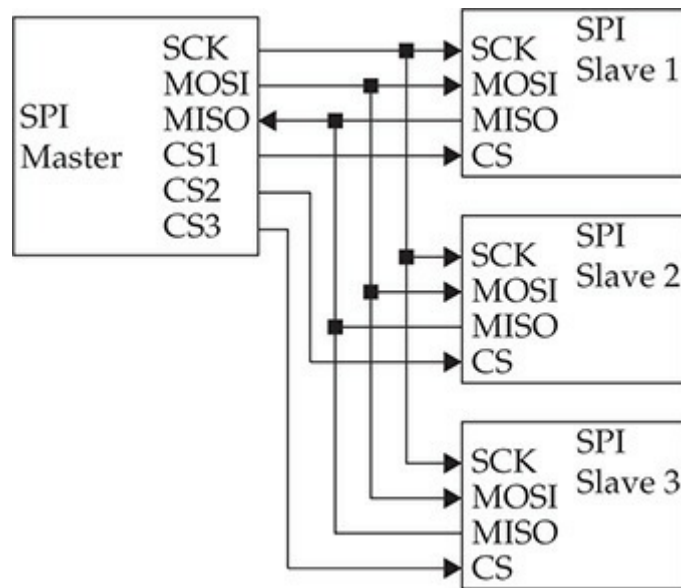 SPI
Master
SCK
MOSI
MISO
CS1
CS2
CS3
SPI
Slave 1
SCK
MOSI
MISO
CS
SPI
Slave 2
SCK
MOSI
MISO
CS
SPI
Slave 3
SCK
MOSI
MISO
CS